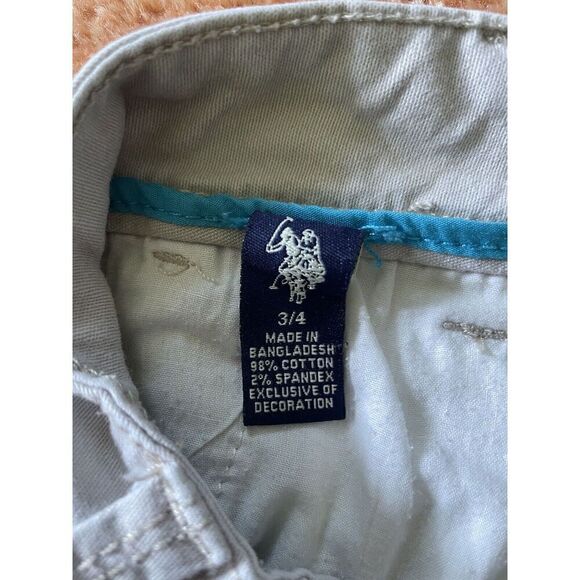 3/4
MADE IN
BANGLADESH
98% COTTON
2% SPANDEX
EXCLUSIVE OF
DECORATION